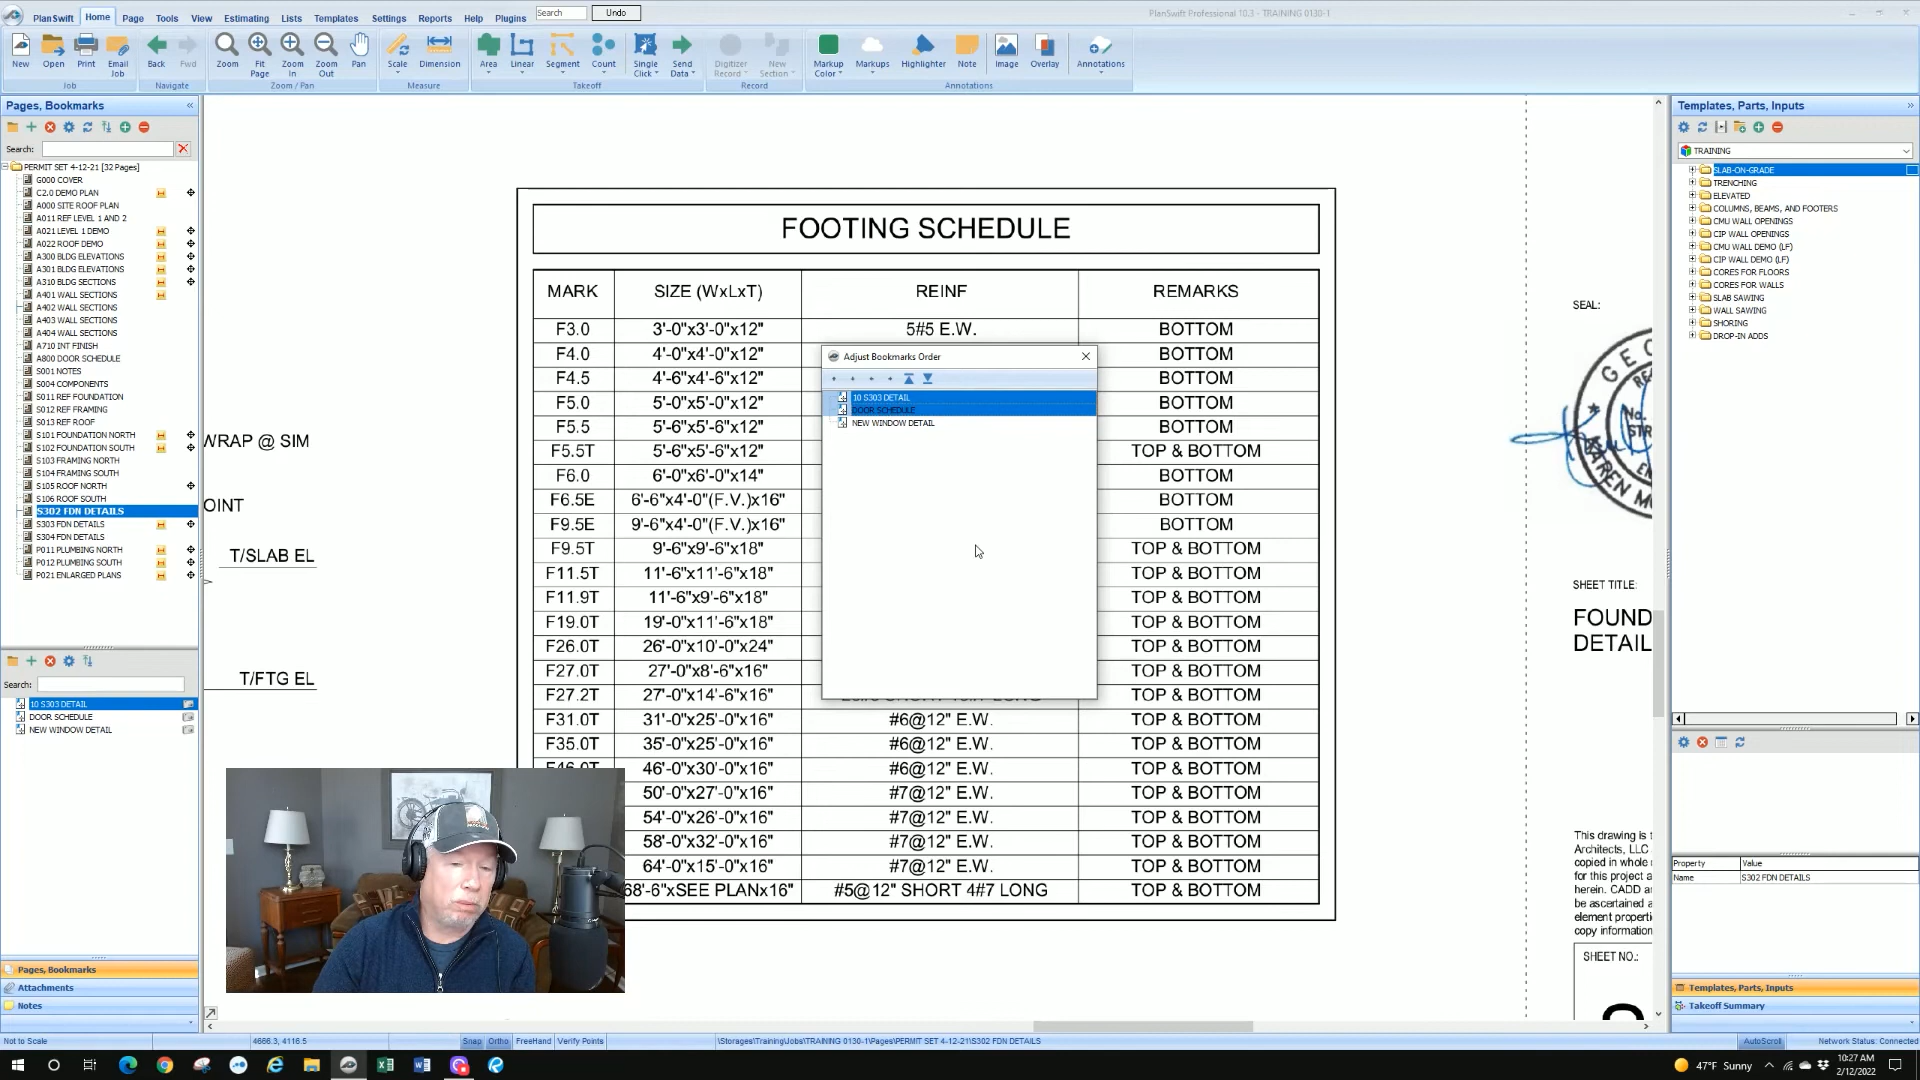 PlanSwift Home Page Tools View Estimating Lists Templates Settings Reports Help Plugins Search Undo
PlanSwift Professional 10.3 - TRAINING 0130-1
New Open Print Email Job Back Fwd Zoom Fit Page Zoom In Zoom Out Pan Scale Dimension Area Linear Segment Count Single Click Send Data Digitizer Record New Section Markup Color Markups Highlighter Note Image Overlay Annotations
Job Navigate Zoom / Pan Measure Takeoff Record Annotations
Pages, Bookmarks
Search:
PERMIT SET 4-12-21 [32 Pages]
G000 COVER
C2.0 DEMO PLAN
A000 SITE ROOF PLAN
A011 REF LEVEL 1 AND 2
A021 LEVEL 1 DEMO
A022 ROOF DEMO
A300 BLDG ELEVATIONS
A301 BLDG ELEVATIONS
A310 BLDG SECTIONS
A401 WALL SECTIONS
A402 WALL SECTIONS
A403 WALL SECTIONS
A404 WALL SECTIONS
A710 INT FINISH
A800 DOOR SCHEDULE
S001 NOTES
S004 COMPONENTS
S011 REF FOUNDATION
S012 REF FRAMING
S013 REF ROOF
S101 FOUNDATION NORTH
S102 FOUNDATION SOUTH
S103 FRAMING NORTH
S104 FRAMING SOUTH
S105 ROOF NORTH
S106 ROOF SOUTH
S302 FDN DETAILS
S303 FDN DETAILS
S304 FDN DETAILS
P011 PLUMBING NORTH
P012 PLUMBING SOUTH
P021 ENLARGED PLANS
Search:
10 S303 DETAIL
DOOR SCHEDULE
NEW WINDOW DETAIL
Pages, Bookmarks
Attachments
Notes
WRAP @ SIM
OINT
T/SLAB EL
T/FTG EL
FOOTING SCHEDULE
MARK SIZE (WxLxT) REINF REMARKS
F3.0 3'-0"x3'-0"x12" 5#5 E.W. BOTTOM
F4.0 4'-0"x4'-0"x12" BOTTOM
F4.5 4'-6"x4'-6"x12" BOTTOM
F5.0 5'-0"x5'-0"x12" BOTTOM
F5.5 5'-6"x5'-6"x12" BOTTOM
F5.5T 5'-6"x5'-6"x12" TOP & BOTTOM
F6.0 6'-0"x6'-0"x14" BOTTOM
F6.5E 6'-6"x4'-0"(F.V.)x16" BOTTOM
F9.5E 9'-6"x4'-0"(F.V.)x16" BOTTOM
F9.5T 9'-6"x9'-6"x18" TOP & BOTTOM
F11.5T 11'-6"x11'-6"x18" TOP & BOTTOM
F11.9T 11'-6"x9'-6"x18" TOP & BOTTOM
F19.0T 19'-0"x11'-6"x18" TOP & BOTTOM
F26.0T 26'-0"x10'-0"x24" TOP & BOTTOM
F27.0T 27'-0"x8'-6"x16" TOP & BOTTOM
F27.2T 27'-0"x14'-6"x16" TOP & BOTTOM
F31.0T 31'-0"x25'-0"x16" #6@12" E.W. TOP & BOTTOM
F35.0T 35'-0"x25'-0"x16" #6@12" E.W. TOP & BOTTOM
F46.0T 46'-0"x30'-0"x16" #6@12" E.W. TOP & BOTTOM
50'-0"x27'-0"x16" #7@12" E.W. TOP & BOTTOM
54'-0"x26'-0"x16" #7@12" E.W. TOP & BOTTOM
58'-0"x32'-0"x16" #7@12" E.W. TOP & BOTTOM
64'-0"x15'-0"x16" #7@12" E.W. TOP & BOTTOM
68'-6"xSEE PLANx16" #5@12" SHORT 4#7 LONG TOP & BOTTOM
Adjust Bookmarks Order
10 S303 DETAIL
DOOR SCHEDULE
NEW WINDOW DETAIL
SEAL:
SHEET TITLE:
FOUND
DETAIL
This drawing is t
Architects, LLC
copied in whole
for this project a
herein. CADD a
be ascertained a
element properti
copy information
SHEET NO.:
Templates, Parts, Inputs
TRAINING
SLAB-ON-GRADE
TRENCHING
ELEVATED
COLUMNS, BEAMS, AND FOOTERS
CMU WALL OPENINGS
CIP WALL OPENINGS
CMU WALL DEMO (LF)
CIP WALL DEMO (LF)
CORES FOR FLOORS
CORES FOR WALLS
SLAB SAWING
WALL SAWING
SHORING
DROP-IN ADDS
Property Value
Name S302 FDN DETAILS
Templates, Parts, Inputs
Takeoff Summary
Not to Scale 4666.3, 4116.5 Snap Ortho FreeHand Verify Points \Storages\Training\Jobs\TRAINING 0130-1\Pages\PERMIT SET 4-12-21\S302 FDN DETAILS AutoScroll Network Status: Connected
47°F Sunny 10:27 AM
2/12/2022